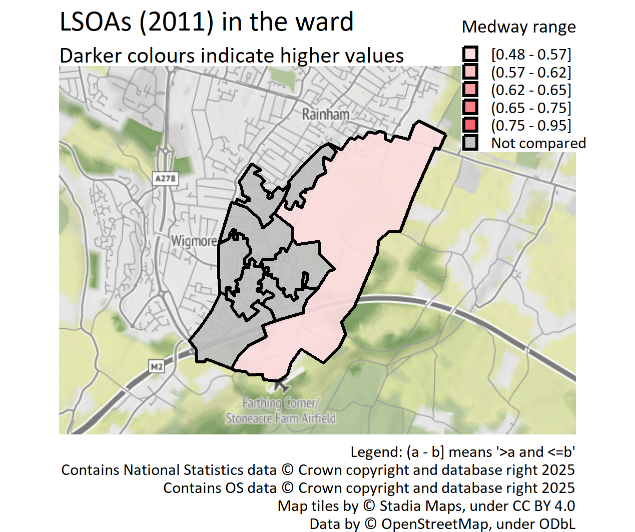 LSOAs (2011) in the ward
Darker colours indicate higher values
Medway range
[0.48 - 0.57]
(0.57 - 0.62]
(0.62 - 0.65]
(0.65 - 0.75]
(0.75 - 0.95]
Not compared
Rainham
A278
Wigmore
M2
Farthing Corner/
Stoneacre Farm Airfield
Legend: (a - b] means '>a and <=b'
Contains National Statistics data © Crown copyright and database right 2025
Contains OS data © Crown copyright and database right 2025
Map tiles by © Stadia Maps, under CC BY 4.0
Data by © OpenStreetMap, under ODbL